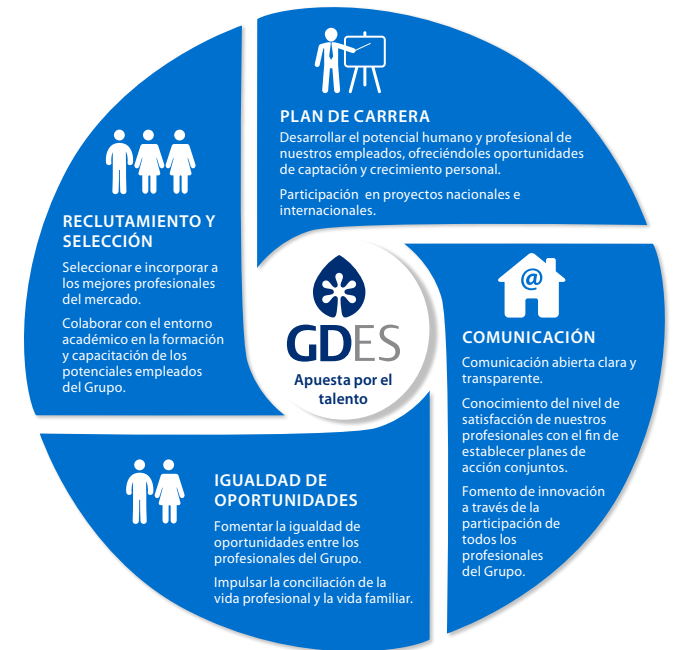 PLAN DE CARRERA
Desarrollar el potencial humano y profesional de
nuestros empleados, ofreciéndoles oportunidades
de captación y crecimiento personal.
Participación en proyectos nacionales e
internacionales.
RECLUTAMIENTO Y
SELECCIÓN
Seleccionar e incorporar a
los mejores profesionales
del mercado.
Colaborar con el entorno
académico en la formación
y capacitación de los
potenciales empleados
del Grupo.
GDES
Apuesta por el
talento
@
COMUNICACIÓN
Comunicación abierta clara y
transparente.
Conocimiento del nivel de
satisfacción de nuestros
profesionales con el fin de
establecer planes de
acción conjuntos.
Fomento de innovación
a través de la
participación de
todos los
profesionales
del Grupo.
IGUALDAD DE
OPORTUNIDADES
Fomentar la igualdad de
oportunidades entre los
profesionales del Grupo.
Impulsar la conciliación de la
vida profesional y la vida familiar.